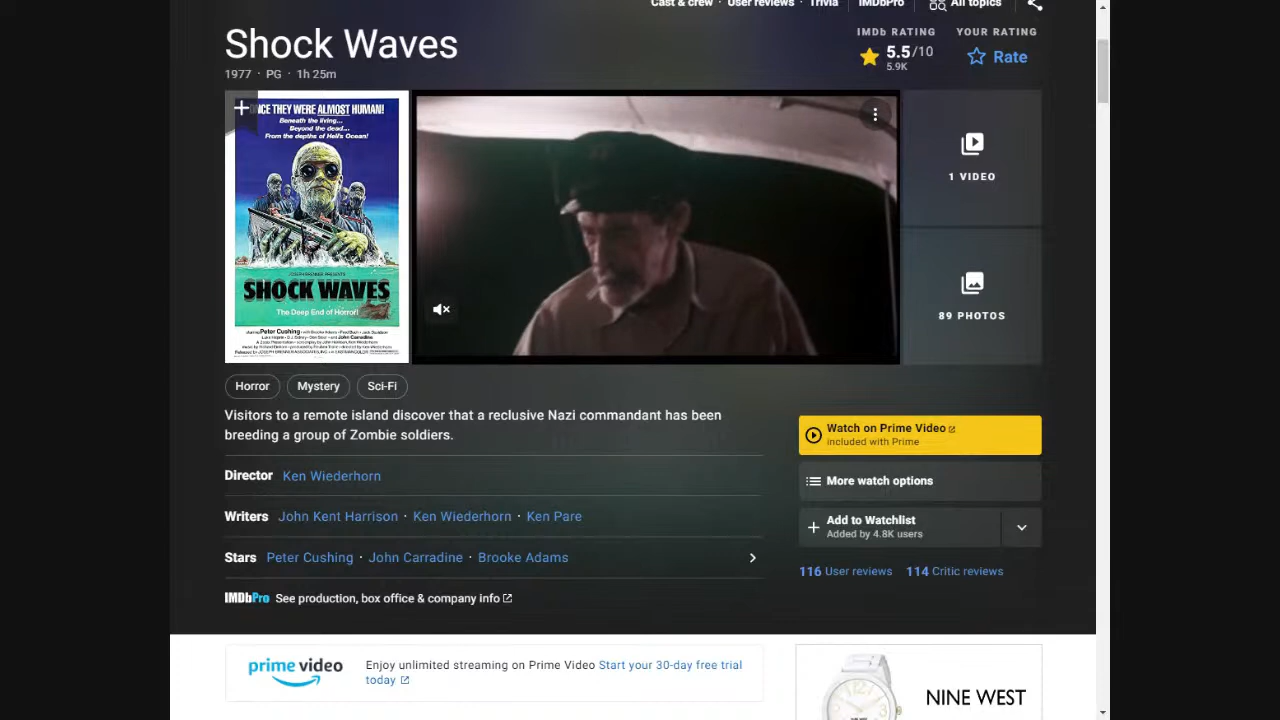 Cast & crew · User reviews · Trivia IMDbPro All topics
Shock Waves
1977 · PG · 1h 25m
IMDb RATING
5.5/10
5.9K
YOUR RATING
Rate
ONCE THEY WERE ALMOST HUMAN!
Beneath the living...
Beyond the dead...
From the depths of Hell's Ocean!
JOSEPH BRENNER PRESENTS
SHOCK WAVES
The Deep End of Horror!
1 VIDEO
89 PHOTOS
Horror Mystery Sci-Fi
Visitors to a remote island discover that a reclusive Nazi commandant has been
breeding a group of Zombie soldiers.
Director Ken Wiederhorn
Writers John Kent Harrison · Ken Wiederhorn · Ken Pare
Stars Peter Cushing · John Carradine · Brooke Adams
IMDbPro See production, box office & company info
Watch on Prime Video
included with Prime
More watch options
Add to Watchlist
Added by 4.8K users
116 User reviews 114 Critic reviews
prime video
Enjoy unlimited streaming on Prime Video Start your 30-day free trial
today
NINE WEST